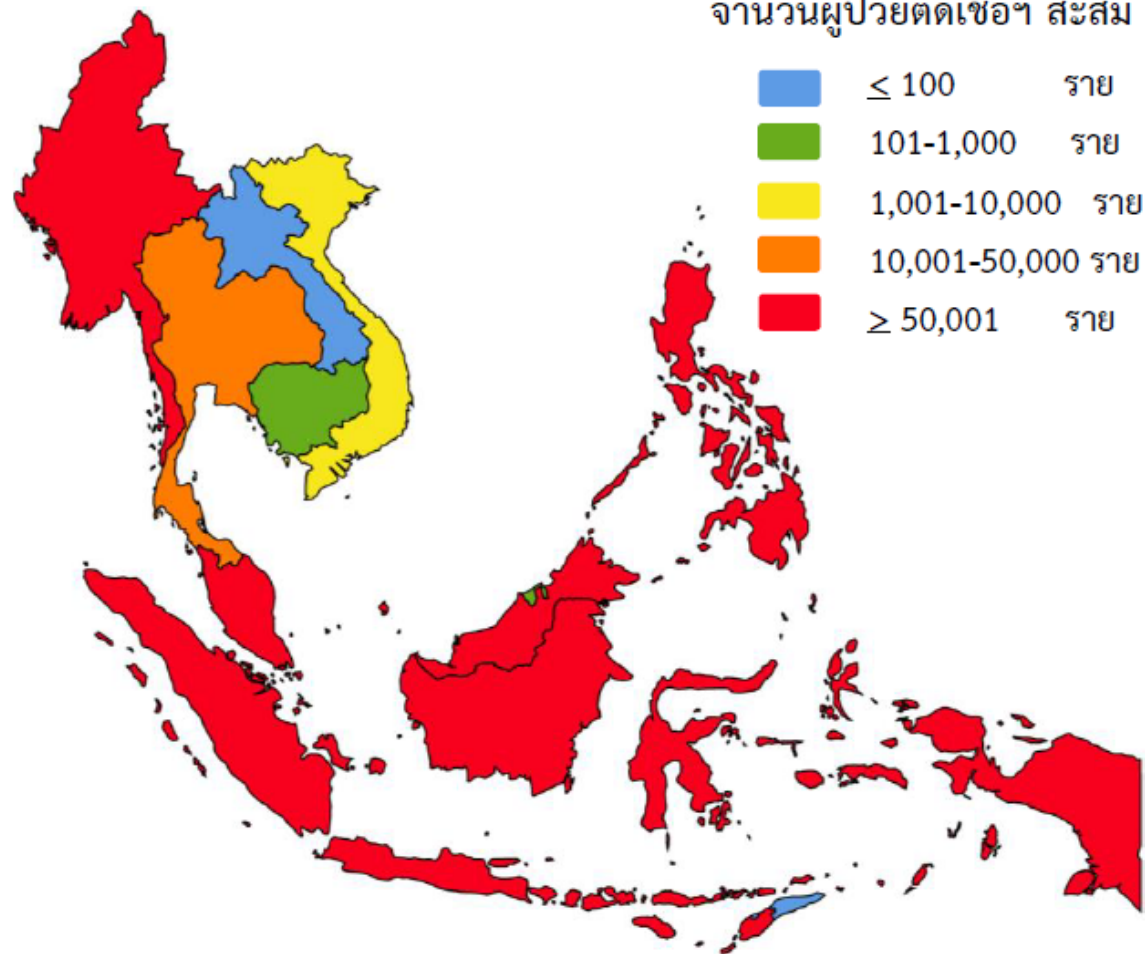 จำนวนผู้ป่วยติดเชื้อฯ สะสม
≤ 100 ราย
101-1,000 ราย
1,001-10,000 ราย
10,001-50,000 ราย
≥ 50,001 ราย